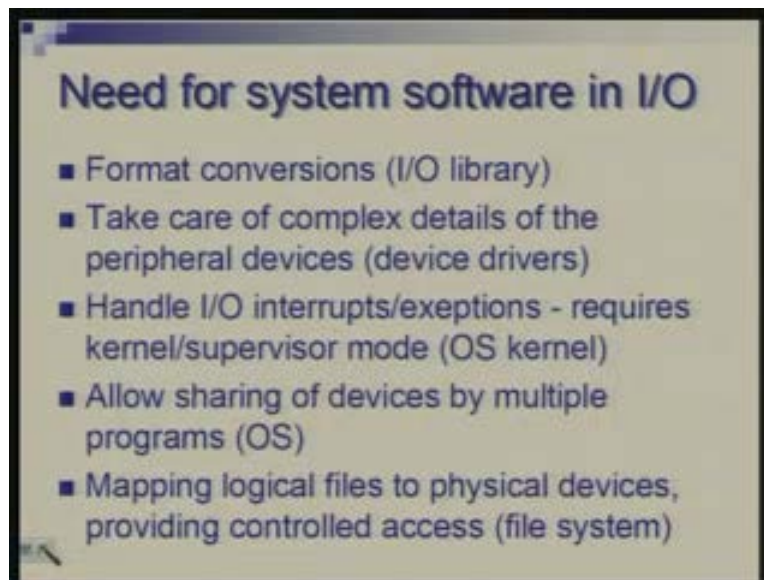 Need for system software in I/O
Format conversions (I/O library)
Take care of complex details of the
peripheral devices (device drivers)
Handle I/O interrupts/exeptions - requires
kernel/supervisor mode (OS kernel)
Allow sharing of devices by multiple
programs (OS)
Mapping logical files to physical devices,
providing controlled access (file system)